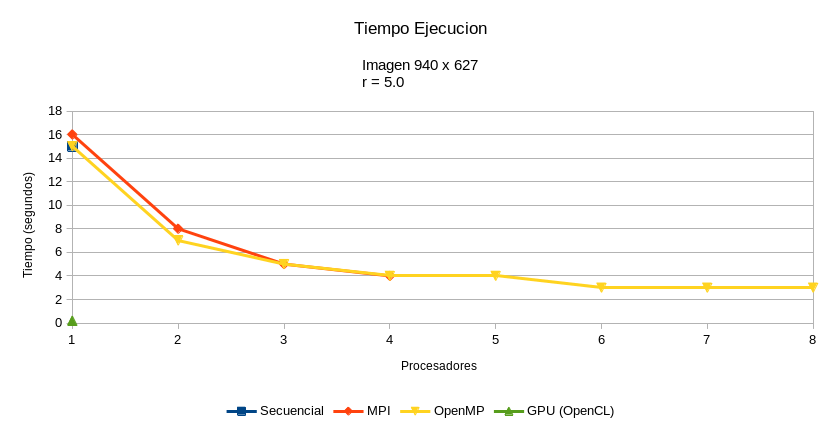 Tiempo Ejecucion
Imagen 940 x 627
r = 5.0
18
16
14
12
10
8
6
4
2
0
Tiempo (segundos)
1 2 3 4 5 6 7 8
Procesadores
Secuencial MPI OpenMP GPU (OpenCL)